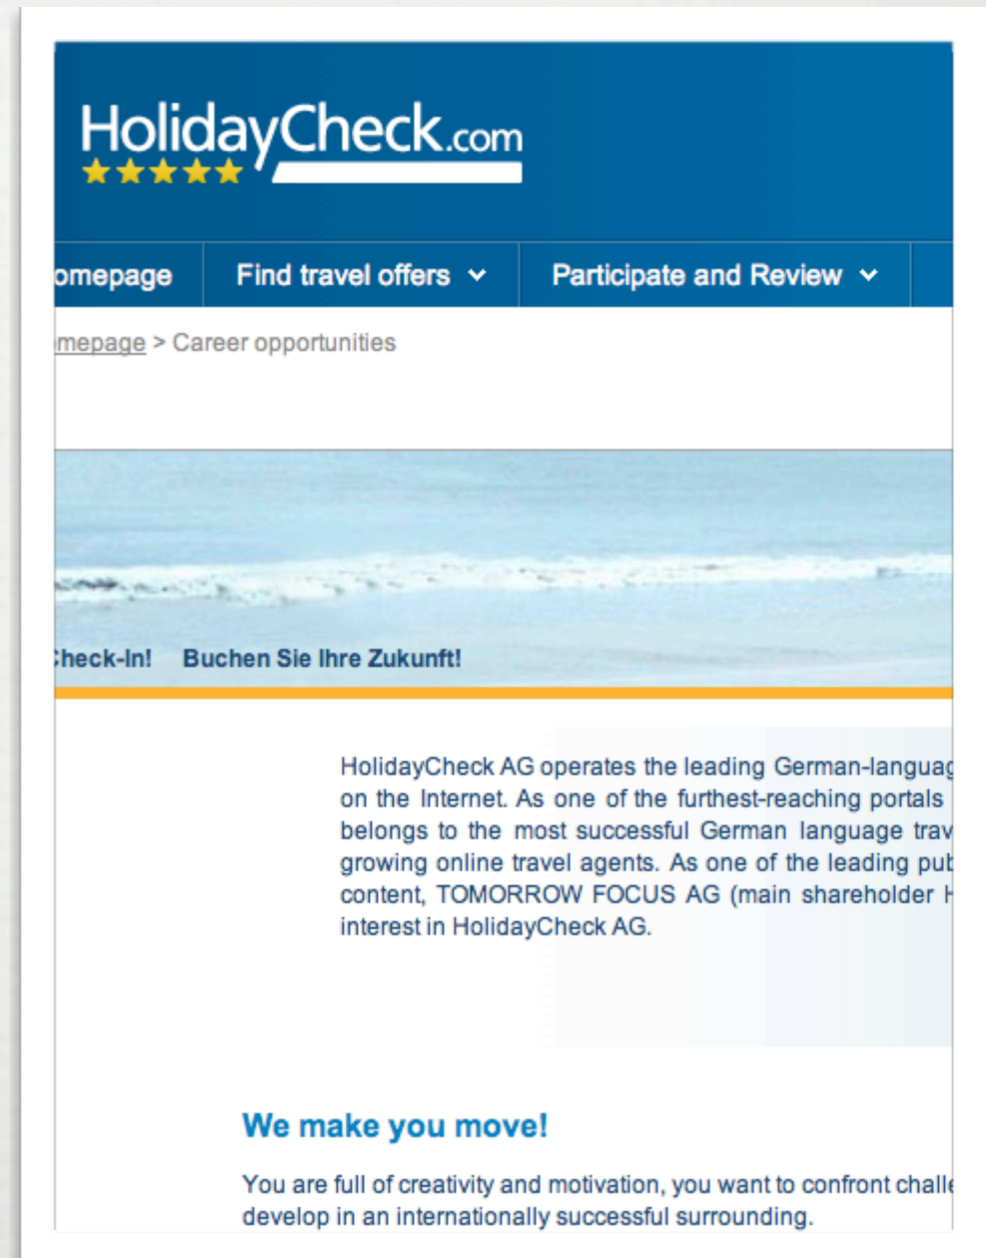 HolidayCheck.com
omepage Find travel offers Participate and Review
mepage > Career opportunities
Check-In! Buchen Sie Ihre Zukunft!
HolidayCheck AG operates the leading German-languag
on the Internet. As one of the furthest-reaching portals
belongs to the most successful German language trav
growing online travel agents. As one of the leading pub
content, TOMORROW FOCUS AG (main shareholder H
interest in HolidayCheck AG.
We make you move!
You are full of creativity and motivation, you want to confront challe
develop in an internationally successful surrounding.